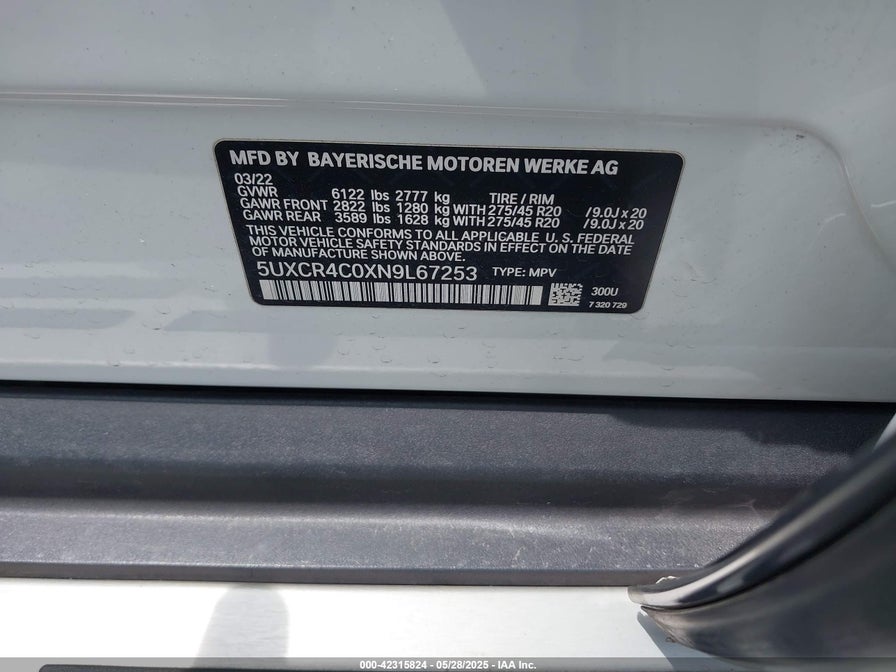 MFD BY BAYERISCHE MOTOREN WERKE AG
03/22
GVWR 6122 lbs 2777 kg TIRE / RIM
GAWR FRONT 2822 lbs 1280 kg WITH 275/45 R20 /9.0J x 20
GAWR REAR 3589 lbs 1628 kg WITH 275/45 R20 /9.0J x 20
THIS VEHICLE CONFORMS TO ALL APPLICABLE U. S. FEDERAL
MOTOR VEHICLE SAFETY STANDARDS IN EFFECT ON THE DATE
OF MANUFACTURE SHOWN ABOVE.
5UXCR4C0XN9L67253 TYPE: MPV
300U
7 320 729
000-42315824 | 05/28/2025 - IAA Inc.